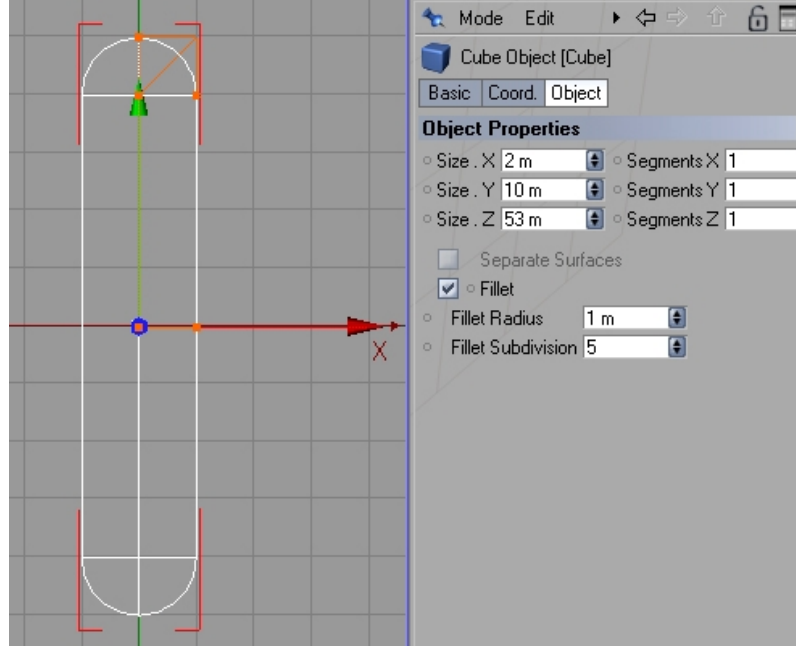 Mode Edit
Cube Object [Cube]
Basic Coord. Object
Object Properties
Size . X 2 m Segments X 1
Size . Y 10 m Segments Y 1
Size . Z 53 m Segments Z 1
Separate Surfaces
Fillet
Fillet Radius 1 m
Fillet Subdivision 5
X